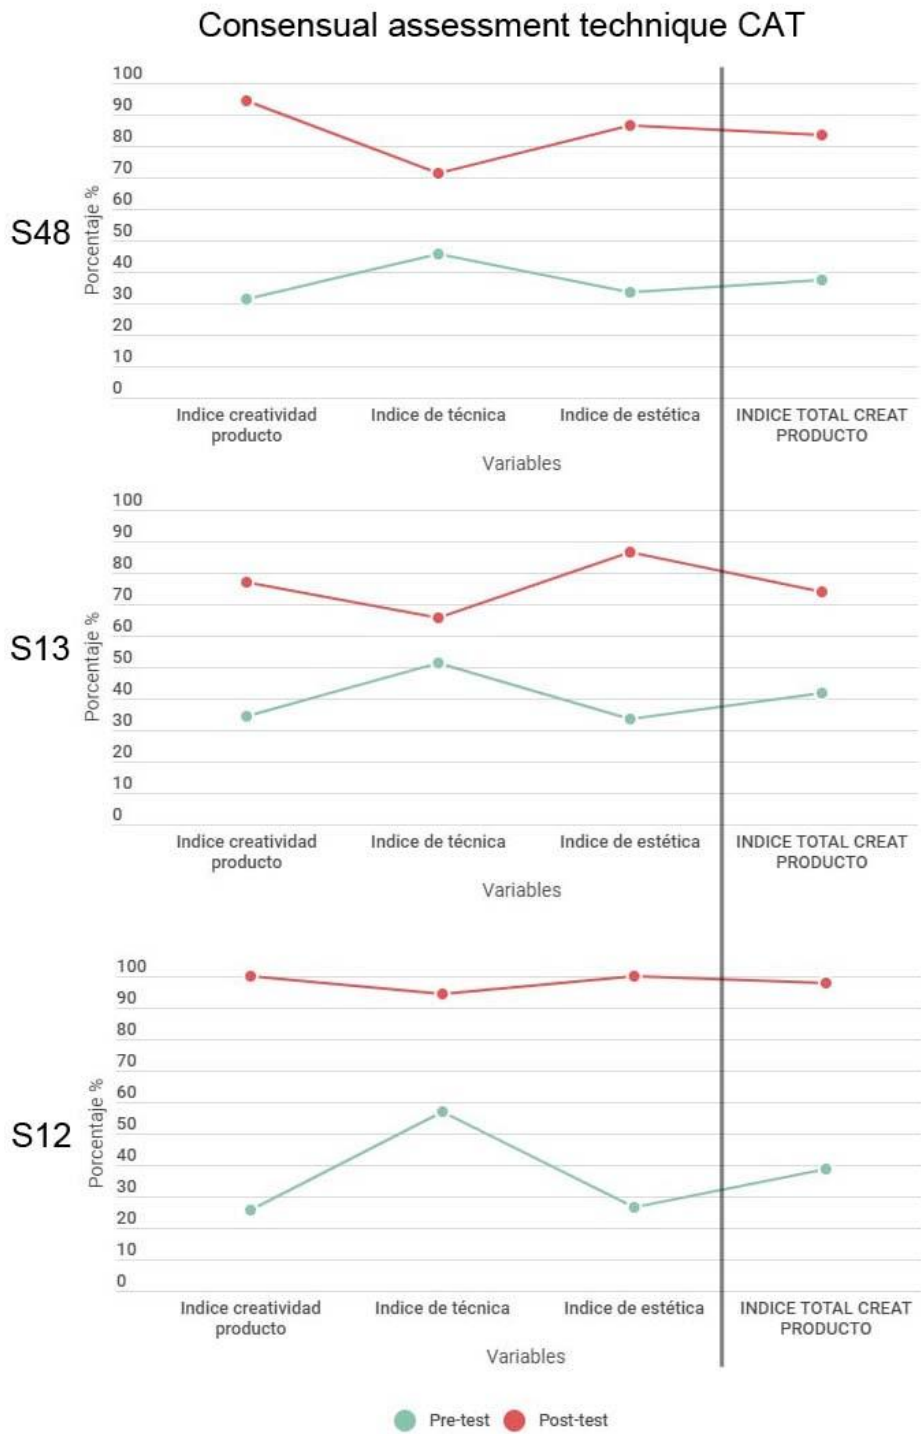 Consensual assessment technique CAT
S48
Porcentaje %
100
90
80
70
60
50
40
30
20
10
0
Indice creatividad
producto
Indice de técnica
Indice de estética
INDICE TOTAL CREAT
PRODUCTO
Variables
S13
Porcentaje %
100
90
80
70
60
50
40
30
20
10
0
Indice creatividad
producto
Indice de técnica
Indice de estética
INDICE TOTAL CREAT
PRODUCTO
Variables
S12
Porcentaje %
100
90
80
70
60
50
40
30
20
10
0
Indice creatividad
producto
Indice de técnica
Indice de estética
INDICE TOTAL CREAT
PRODUCTO
Variables
Pre-test
Post-test